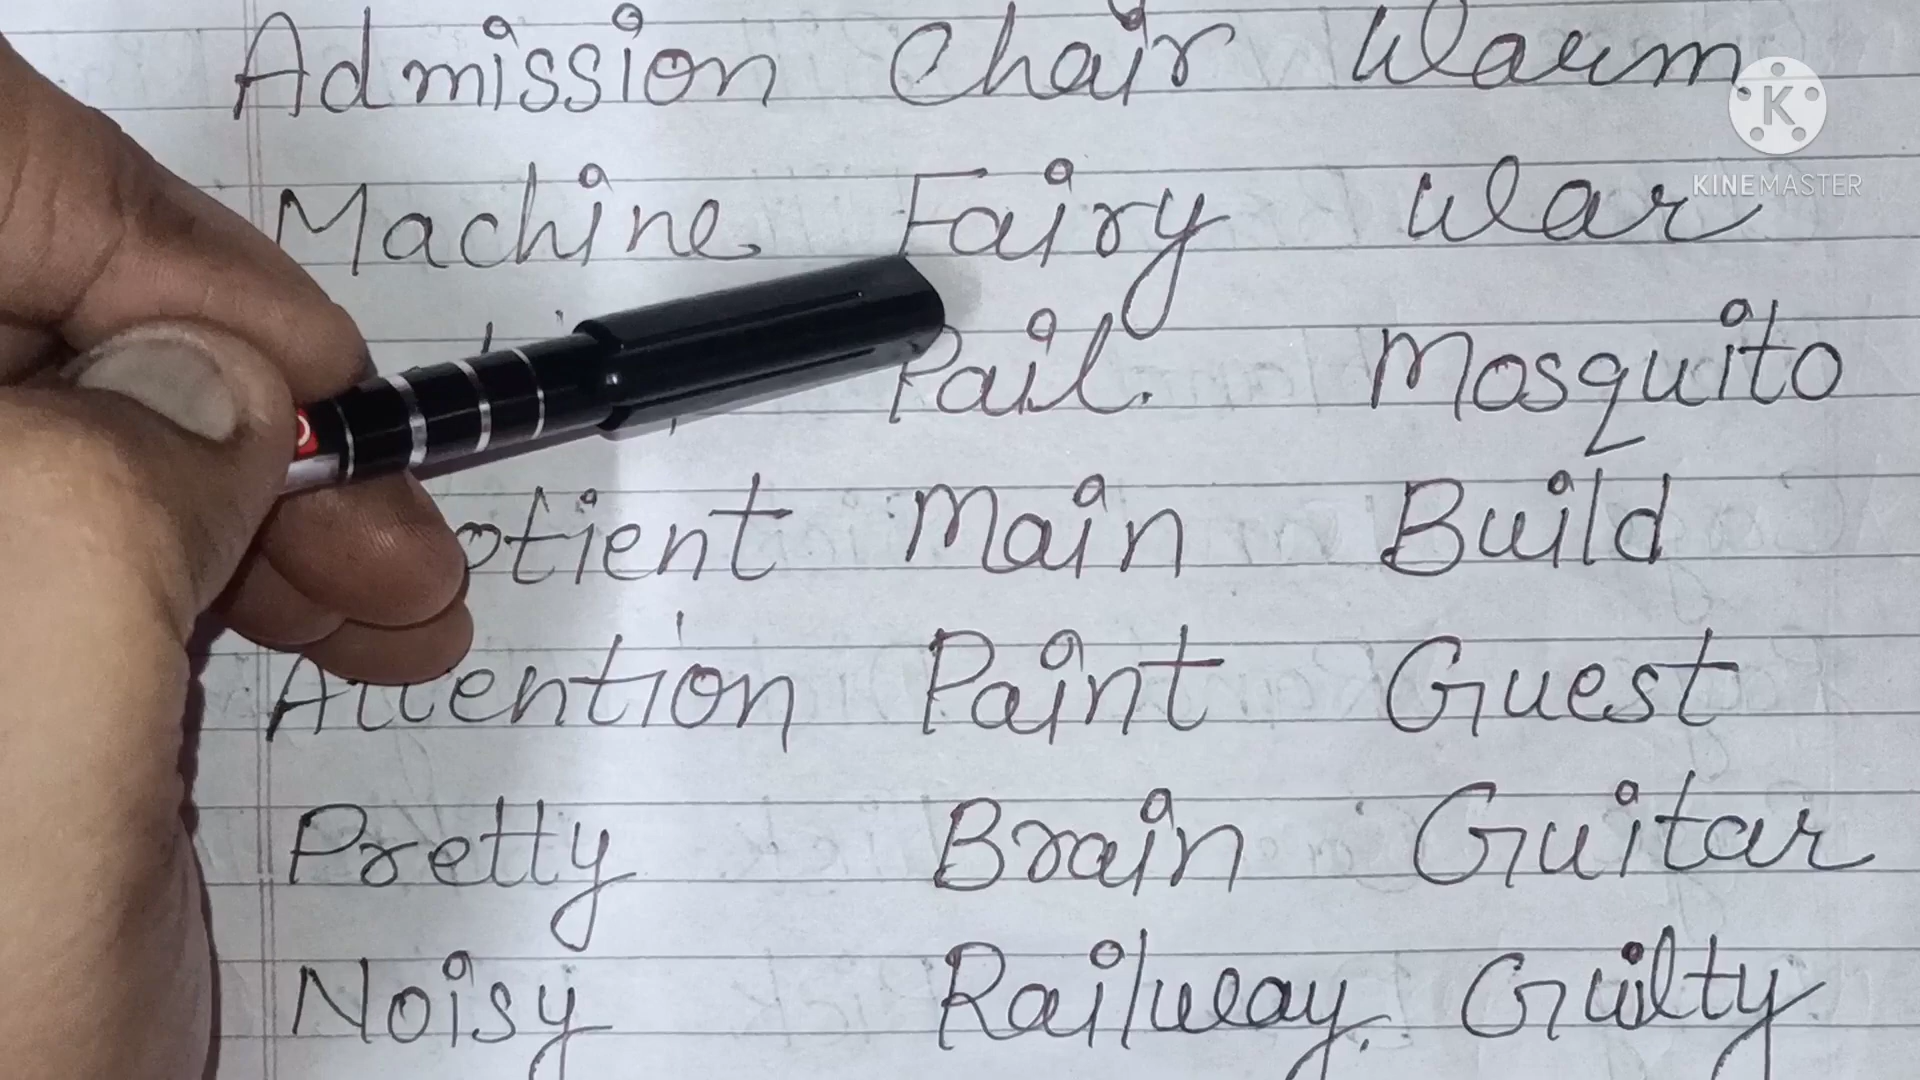 Admission Chair Warm
Machine Fairy War
Pail. Mosquito
Main Build
Attention Paint Guest
Pretty Brain Guitar
Noisy Railway. Guilty
KINEMASTER